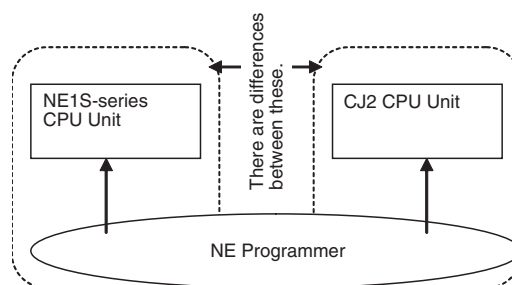 NE1S-series
CPU Unit
There are differences
between these.
CJ2 CPU Unit
NE Programmer